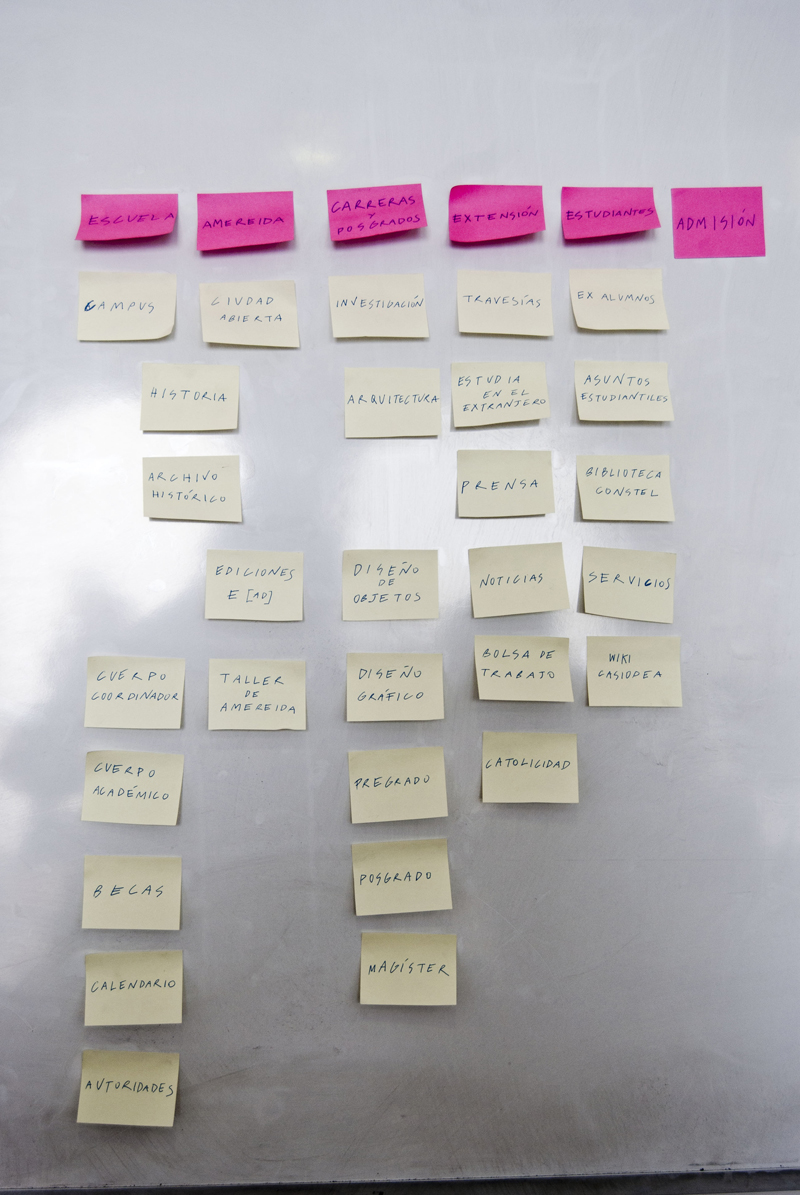 ESCUELA
AMEREIDA
CARRERAS
Y
POSGRADOS
EXTENSIÓN
ESTUDIANTES
ADMISIÓN
CAMPUS
CIUDAD
ABIERTA
INVESTIGACIÓN
TRAVESÍAS
EX ALUMNOS
HISTORIA
ARQUITECTURA
ESTUDIA
EN EL
EXTRANJERO
ASUNTOS
ESTUDIANTILES
ARCHIVO
HISTÓRICO
PRENSA
BIBLIOTECA
CONSTEL
EDICIONES
E [AD]
DISEÑO
DE
OBJETOS
NOTICIAS
SERVICIOS
CUERPO
COORDINADOR
TALLER
DE
AMEREIDA
DISEÑO
GRÁFICO
BOLSA DE
TRABAJO
WIKI
CASIOPEA
CUERPO
ACADÉMICO
PREGRADO
CATOLICIDAD
BECAS
POSGRADO
CALENDARIO
MAGÍSTER
AUTORIDADES